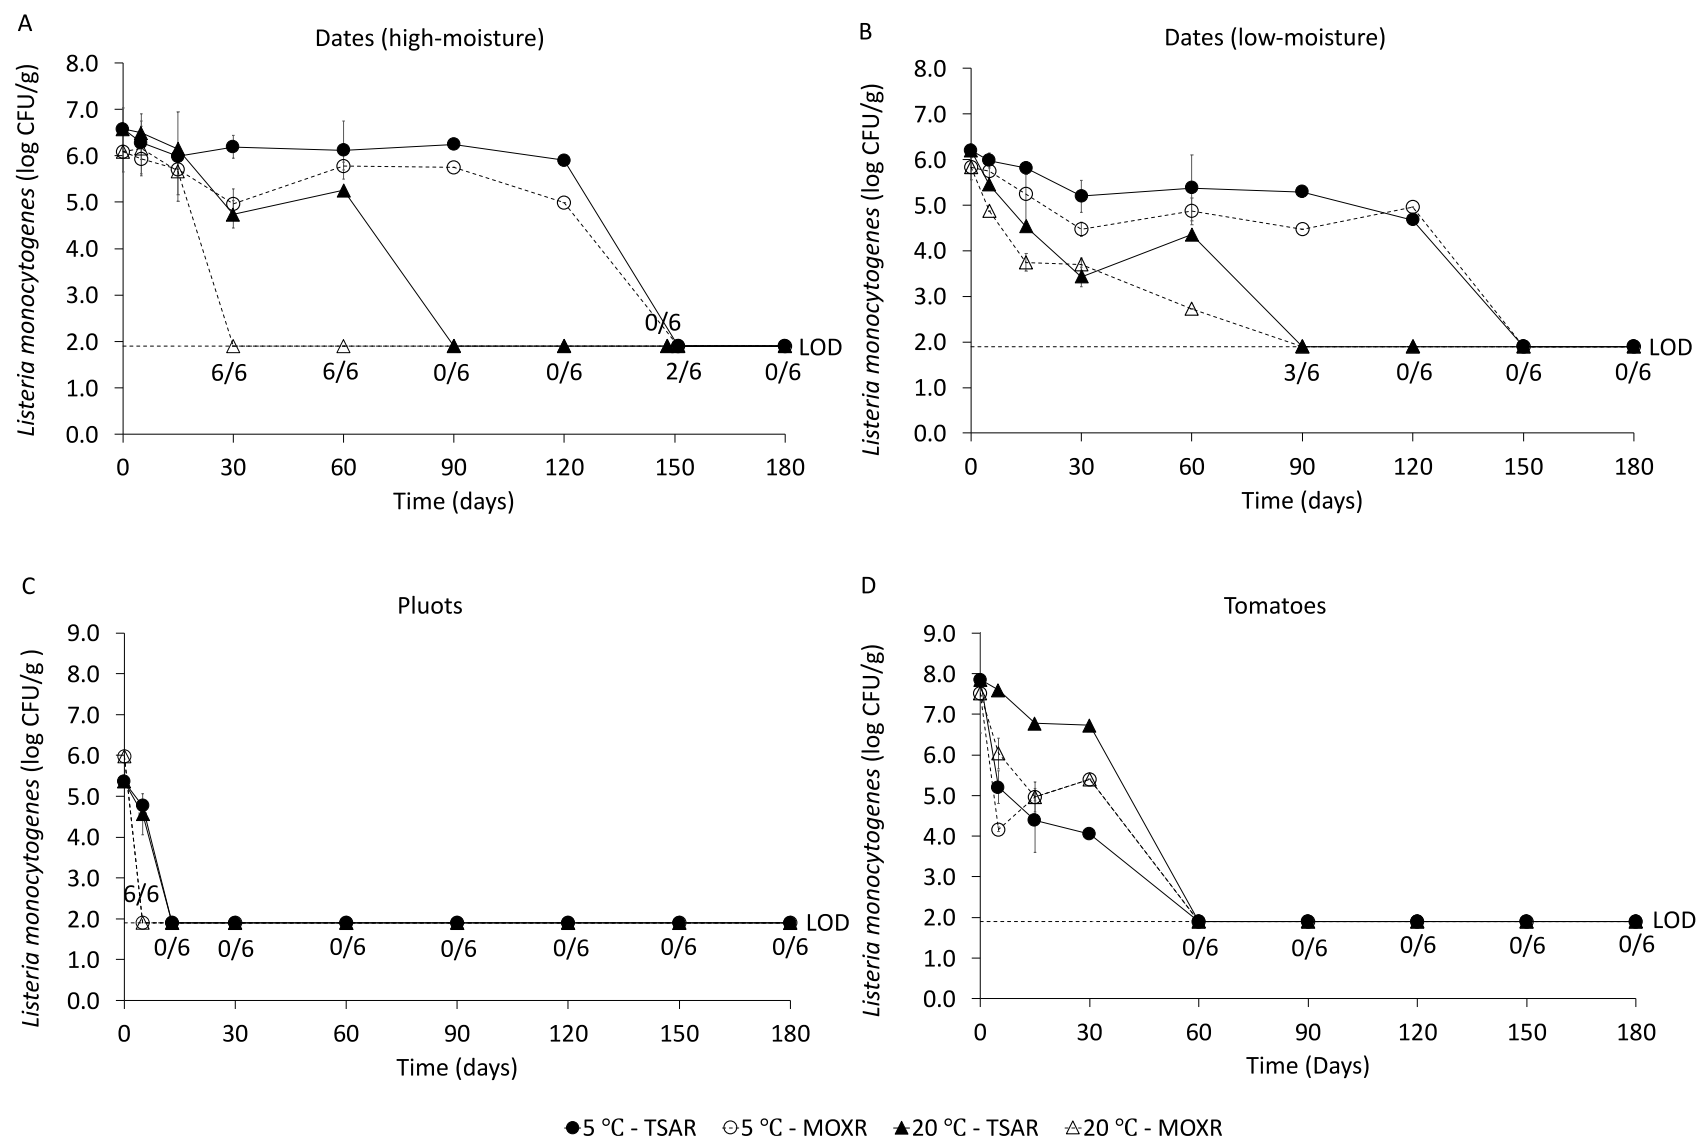 A
Dates (high-moisture)
Listeria monocytogenes (log CFU/g)
8.0
7.0
6.0
5.0
4.0
3.0
2.0
1.0
0.0
0/6
LOD
6/6 6/6 0/6 0/6 2/6 0/6
0 30 60 90 120 150 180
Time (days)
B
Dates (low-moisture)
Listeria monocytogenes (log CFU/g)
8.0
7.0
6.0
5.0
4.0
3.0
2.0
1.0
0.0
LOD
3/6 0/6 0/6 0/6
0 30 60 90 120 150 180
Time (days)
C
Pluots
Listeria monocytogenes (log CFU/g )
9.0
8.0
7.0
6.0
5.0
4.0
3.0
2.0
1.0
0.0
6/6
LOD
0/6 0/6 0/6 0/6 0/6 0/6 0/6
0 30 60 90 120 150 180
Time (days)
D
Tomatoes
Listeria monocytogenes (log CFU/g)
9.0
8.0
7.0
6.0
5.0
4.0
3.0
2.0
1.0
0.0
LOD
0/6 0/6 0/6 0/6 0/6
0 30 60 90 120 150 180
Time (Days)
5 °C - TSAR 5 °C - MOXR 20 °C - TSAR 20 °C - MOXR